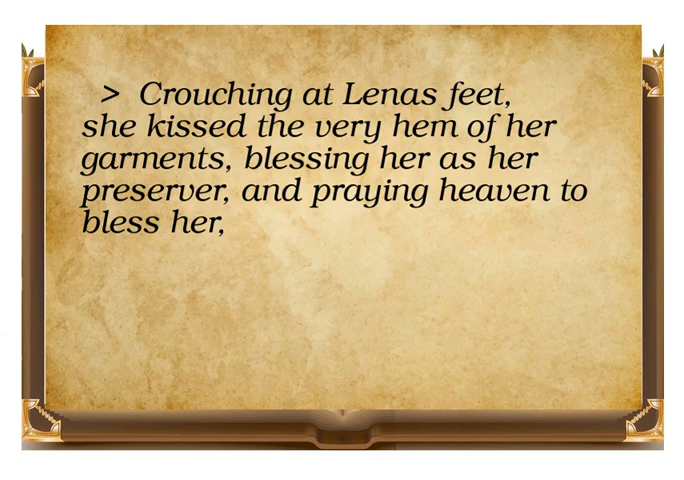 > Crouching at Lenas feet,
she kissed the very hem of her
garments, blessing her as her
preserver, and praying heaven to
bless her,